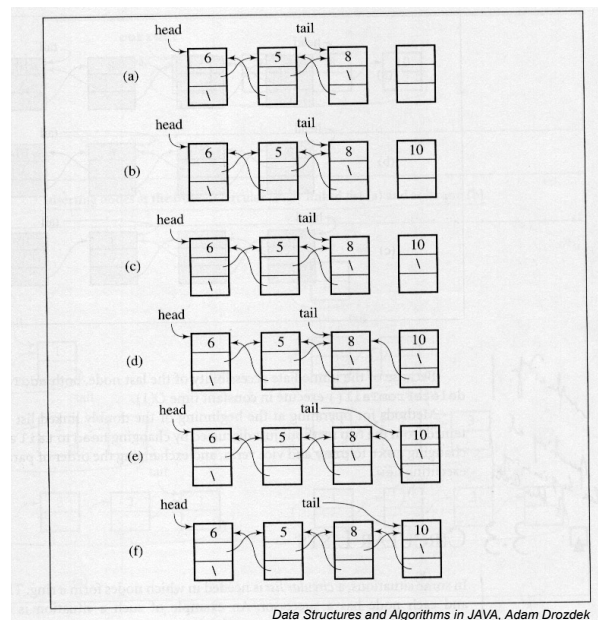 head tail
6 5 8
(a) \
\
head tail
6 5 8 10
(b) \
\
head tail
6 5 8 10
(c) \ \
\
head tail
6 5 8 10
(d) \ \
\
head tail
6 5 8 10
(e) \
\
head tail
6 5 8 10
(f) \
\
Data Structures and Algorithms in JAVA, Adam Drozdek